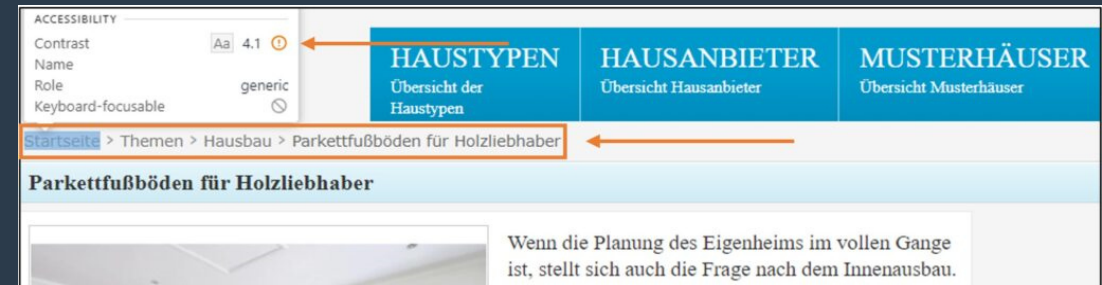 ACCESSIBILITY
Contrast Aa 4.1
Name
Role generic
Keyboard-focusable
HAUSTYPEN
Übersicht der
Haustypen
HAUSANBIETER
Übersicht Hausanbieter
MUSTERHÄUSER
Übersicht Musterhäuser
Startseite > Themen > Hausbau > Parkettfußböden für Holzliebhaber
Parkettfußböden für Holzliebhaber
Wenn die Planung des Eigenheims im vollen Gange
ist, stellt sich auch die Frage nach dem Innenausbau.